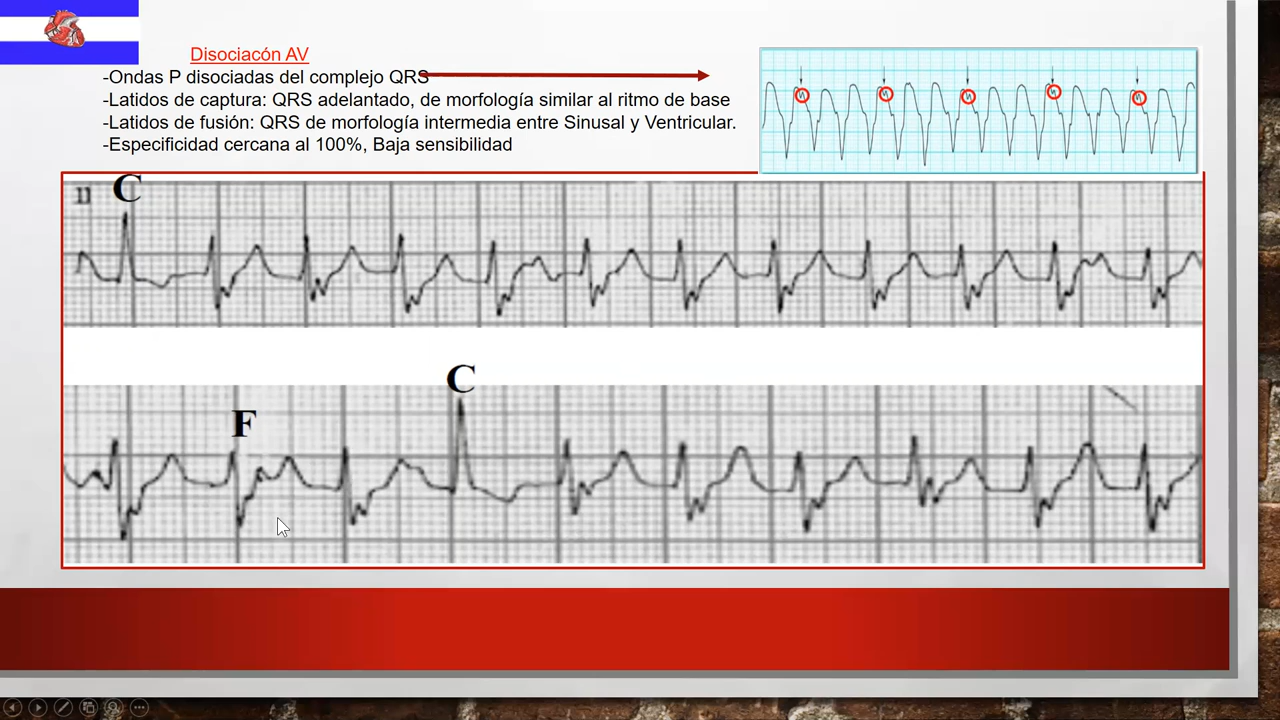 Disociacón AV
-Ondas P disociadas del complejo QRS
-Latidos de captura: QRS adelantado, de morfología similar al ritmo de base
-Latidos de fusión: QRS de morfología intermedia entre Sinusal y Ventricular.
-Especificidad cercana al 100%, Baja sensibilidad
C
C
F